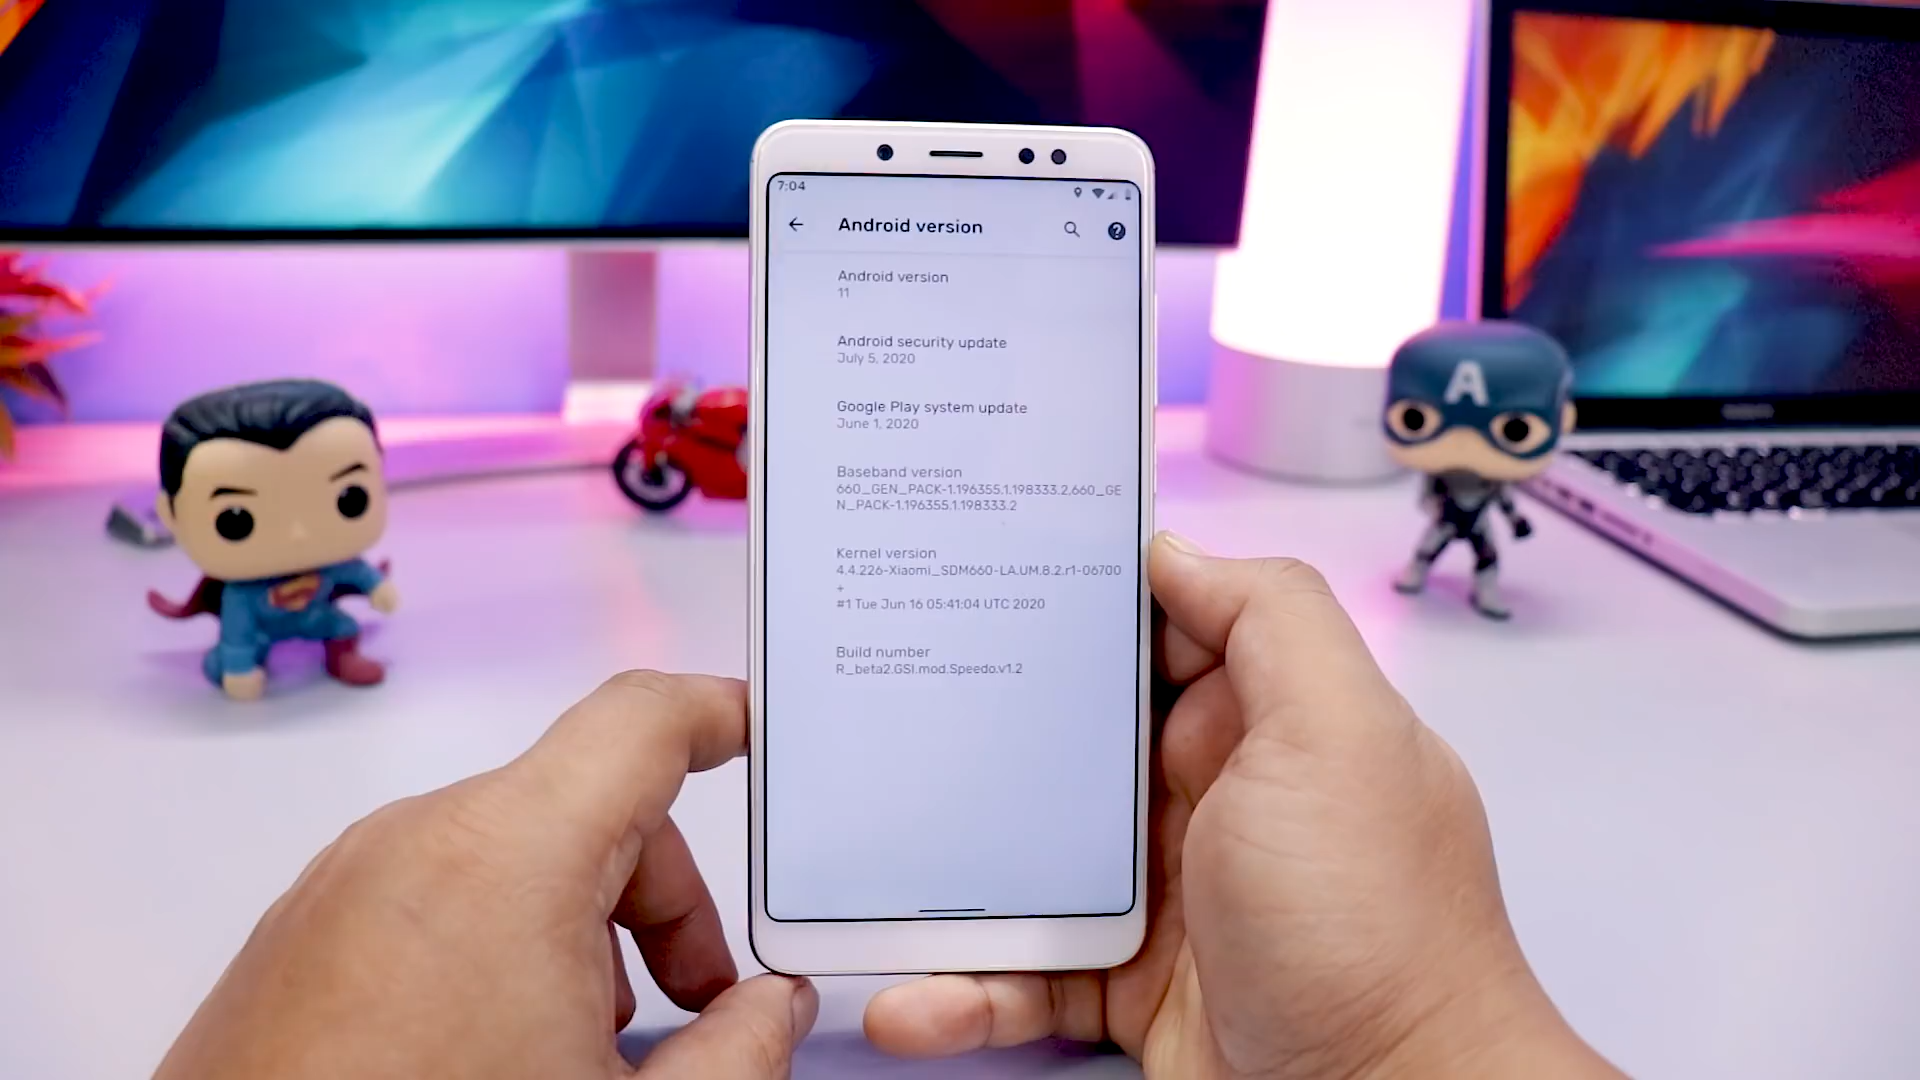 7:04
Android version
Android version
11
Android security update
July 5, 2020
Google Play system update
June 1, 2020
Baseband version
660_GEN_PACK-1.196355.1.198333.2,660_GE
N_PACK-1.196355.1.198333.2
Kernel version
4.4.226-Xiaomi_SDM660-LA.UM.8.2.r1-06700
+
#1 Tue Jun 16 05:41:04 UTC 2020
Build number
R_beta2.GSI.mod.Speedo.v1.2
A